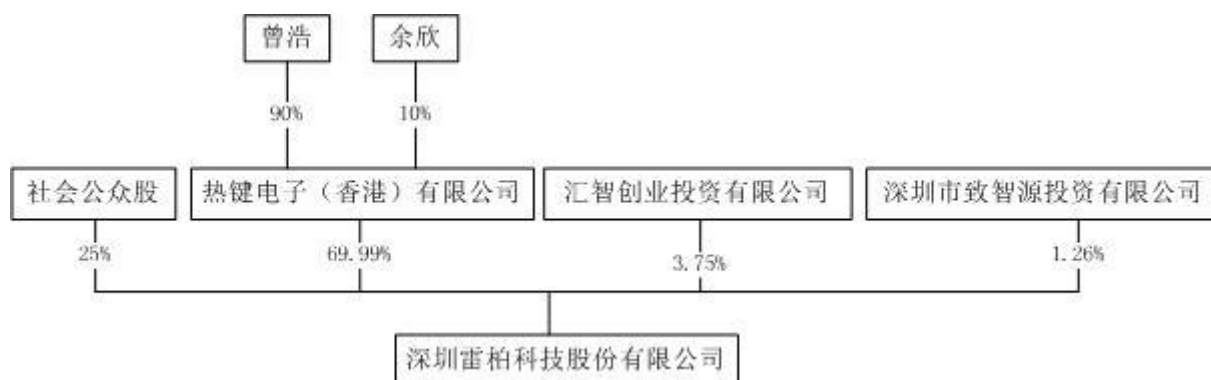 曾浩
余欣
90%
10%
社会公众股
热键电子（香港）有限公司
汇智创业投资有限公司
深圳市致智源投资有限公司
25%
69.99%
3.75%
1.26%
深圳雷柏科技股份有限公司